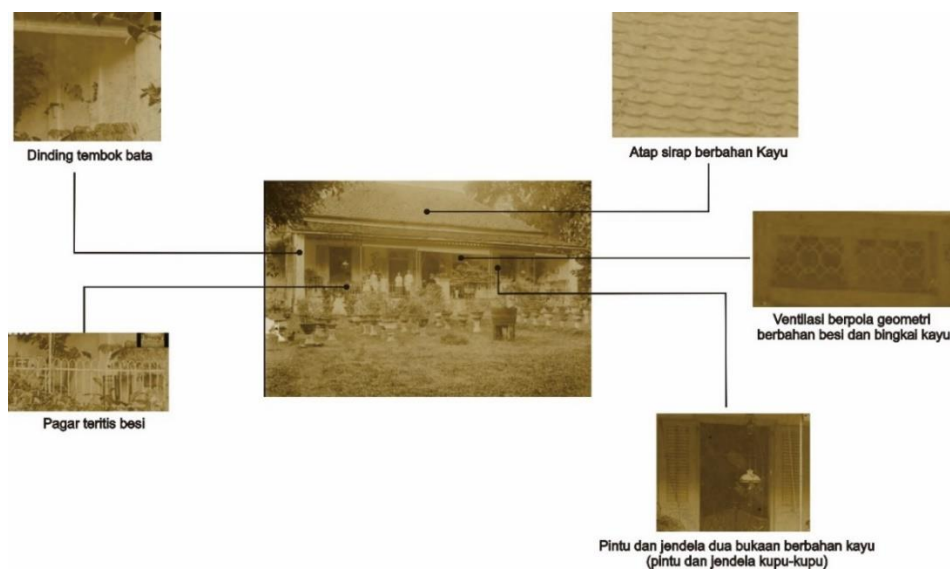 Dinding tembok bata
Atap sirap berbahan Kayu
Ventilasi berpola geometri
berbahan besi dan bingkai kayu
Pagar teritis besi
Pintu dan jendela dua bukaan berbahan kayu
(pintu dan jendela kupu-kupu)